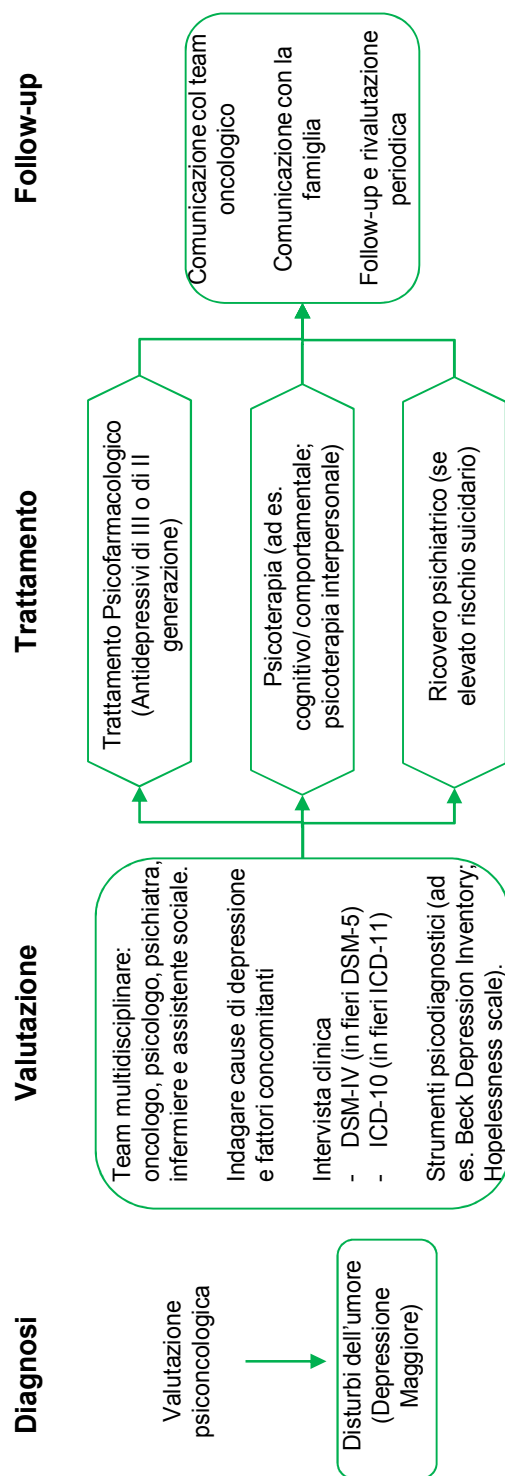 Diagnosi
Valutazione
psiconcologica
Disturbi dell'umore
(Depressione
Maggiore)
Valutazione
Team multidisciplinare:
oncologo, psicologo, psichiatra,
infermiere e assistente sociale.
Indagare cause di depressione
e fattori concomitanti
Intervista clinica
- DSM-IV (in fieri DSM-5)
- ICD-10 (in fieri ICD-11)
Strumenti psicodiagnostici (ad
es. Beck Depression Inventory;
Hopelessness scale).
Trattamento
Trattamento Psicofarmacologico
(Antidepressivi di III o di II
generazione)
Psicoterapia (ad es.
cognitivo/ comportamentale;
psicoterapia interpersonale)
Ricovero psichiatrico (se
elevato rischio suicidario)
Follow-up
Comunicazione col team
oncologico
Comunicazione con la
famiglia
Follow-up e rivalutazione
periodica